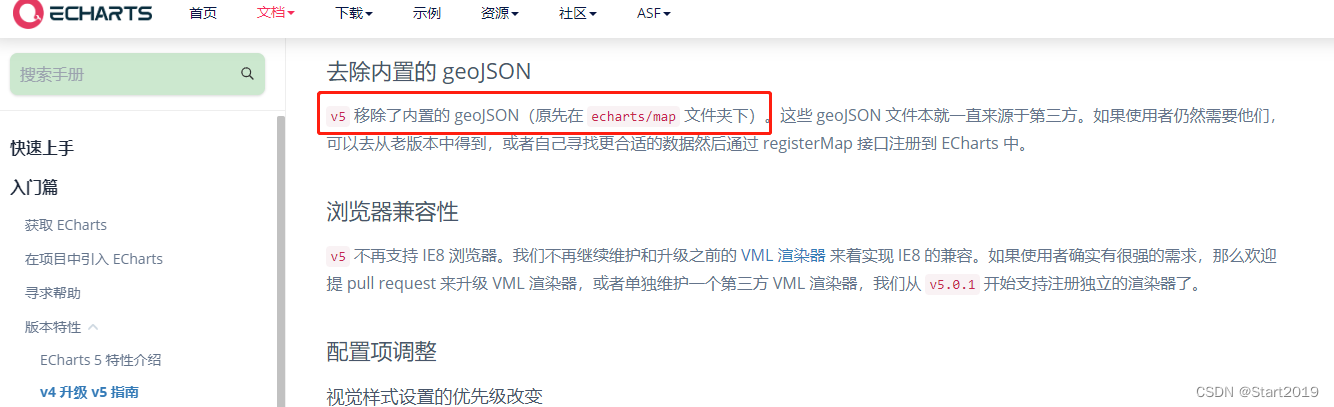 ECHARTS 首页 文档 下载 示例 资源 社区 ASF
搜索手册
快速上手
入门篇
获取 ECharts
在项目中引入 ECharts
寻求帮助
版本特性
ECharts 5 特性介绍
v4 升级 v5 指南
去除内置的 geoJSON
v5 移除了内置的 geoJSON（原先在 echarts/map 文件夹下）。这些 geoJSON 文件本就一直来源于第三方。如果使用者仍然需要他们，
可以去从老版本中得到，或者自己寻找更合适的数据然后通过 registerMap 接口注册到 ECharts 中。
浏览器兼容性
v5 不再支持 IE8 浏览器。我们不再继续维护和升级之前的 VML 渲染器 来着实现 IE8 的兼容。如果使用者确实有很强的需求，那么欢迎
提 pull request 来升级 VML 渲染器，或者单独维护一个第三方 VML 渲染器，我们从 v5.0.1 开始支持注册独立的渲染器了。
配置项调整
视觉样式设置的优先级改变
CSDN @Start2019